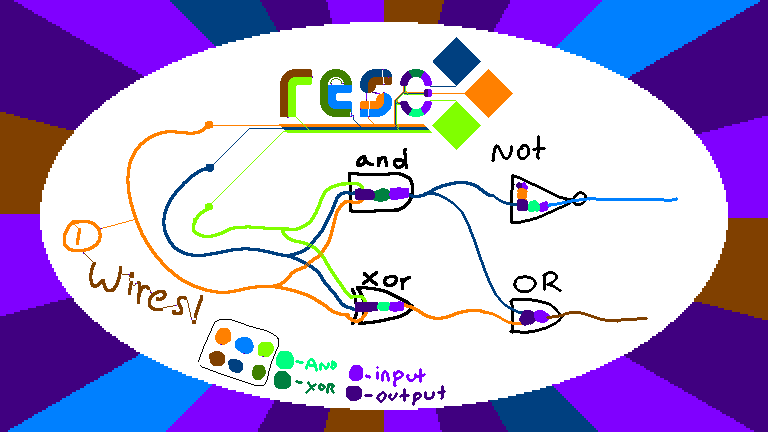 reso
and
Not
xor
OR
1
Wires!
-AND
-XOR
-input
-output